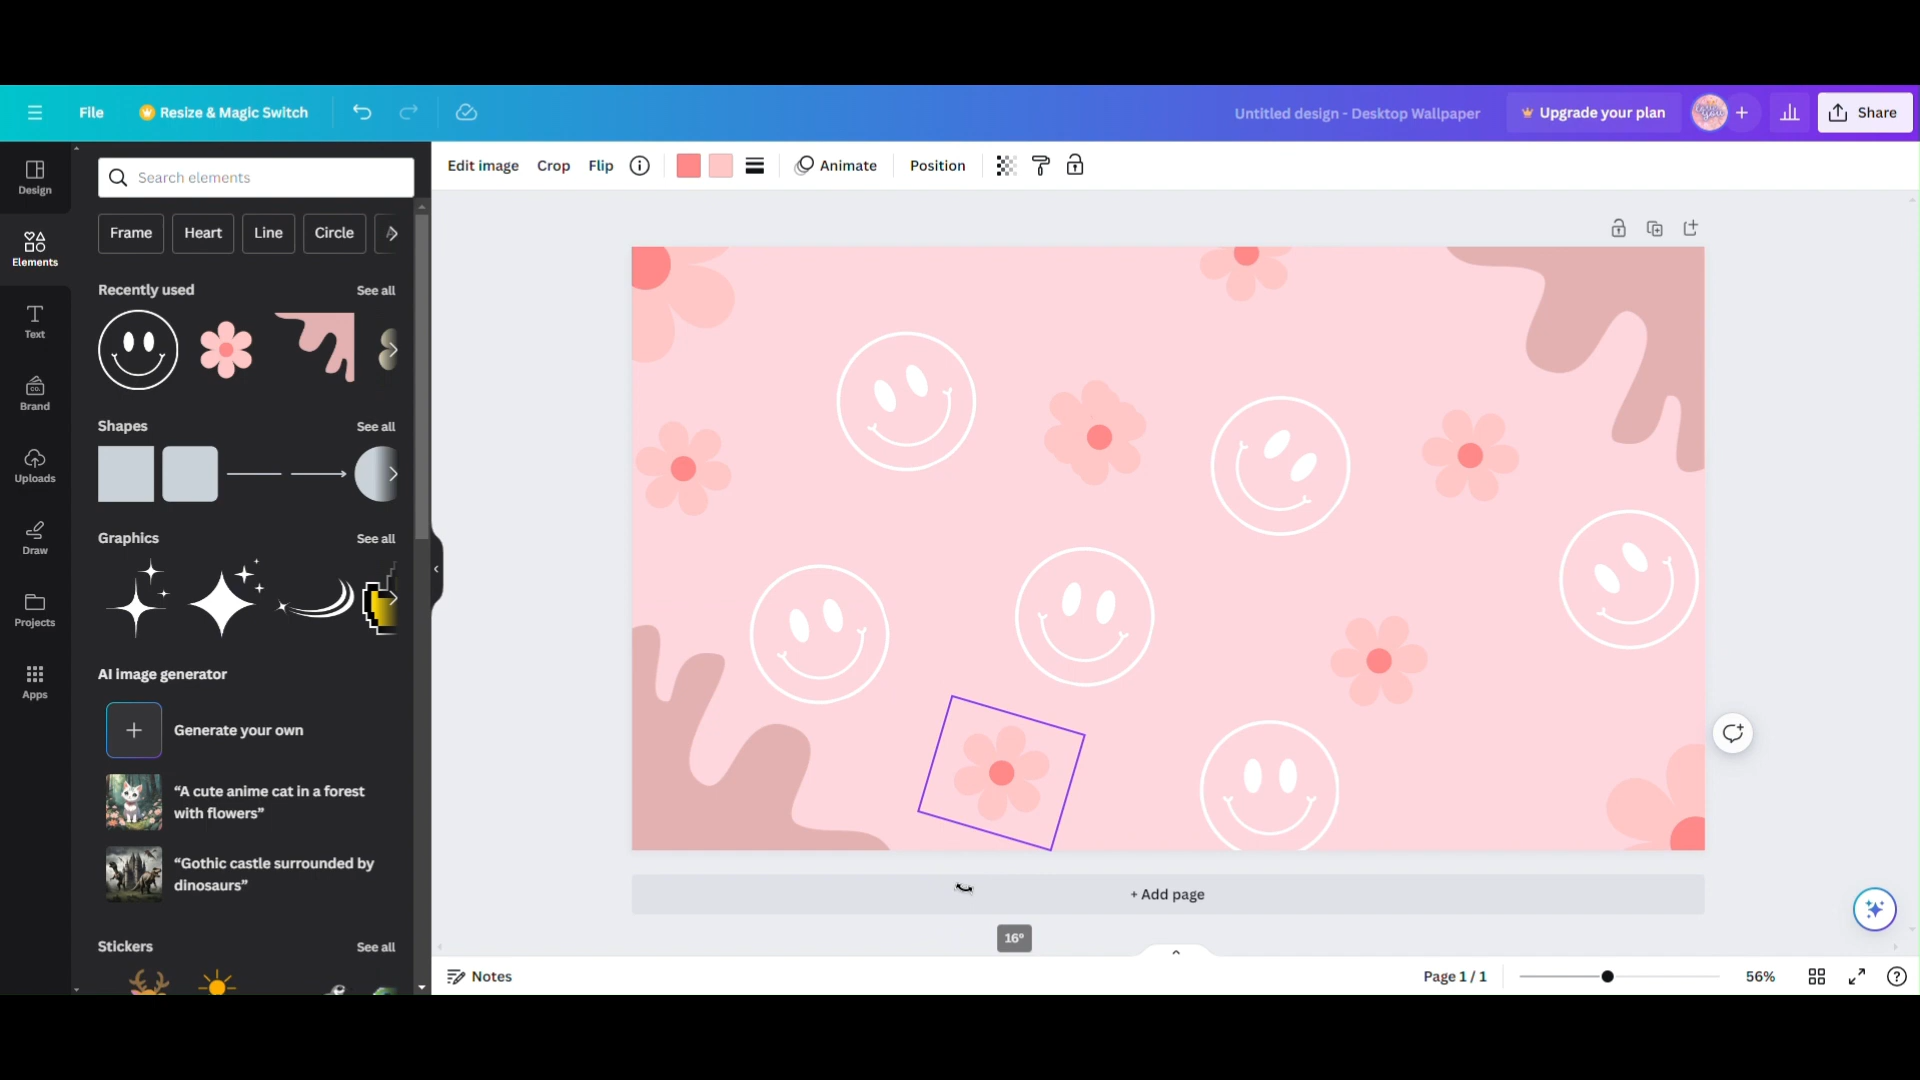 File
Resize & Magic Switch
Untitled design - Desktop Wallpaper
Upgrade your plan
Share
Edit image
Crop
Flip
Animate
Position
Design
Elements
Text
Brand
Uploads
Draw
Projects
Apps
Search elements
Frame
Heart
Line
Circle
Recently used
See all
Shapes
See all
Graphics
See all
AI image generator
Generate your own
“A cute anime cat in a forest
with flowers”
“Gothic castle surrounded by
dinosaurs”
Stickers
See all
+ Add page
16°
Notes
Page 1 / 1
56%